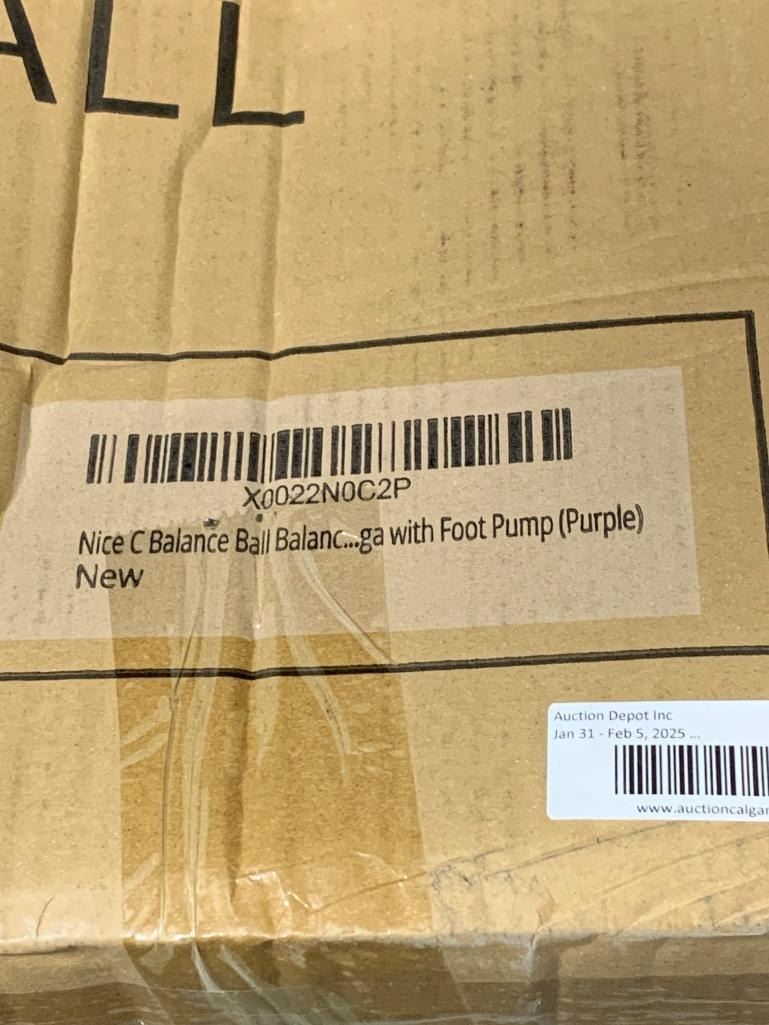 ALL
X0022N0C2P
Nice C Balance Ball Balanc...ga with Foot Pump (Purple)
New
Auction Depot Inc
Jan 31 - Feb 5, 2025 ...
www.auctioncalgar